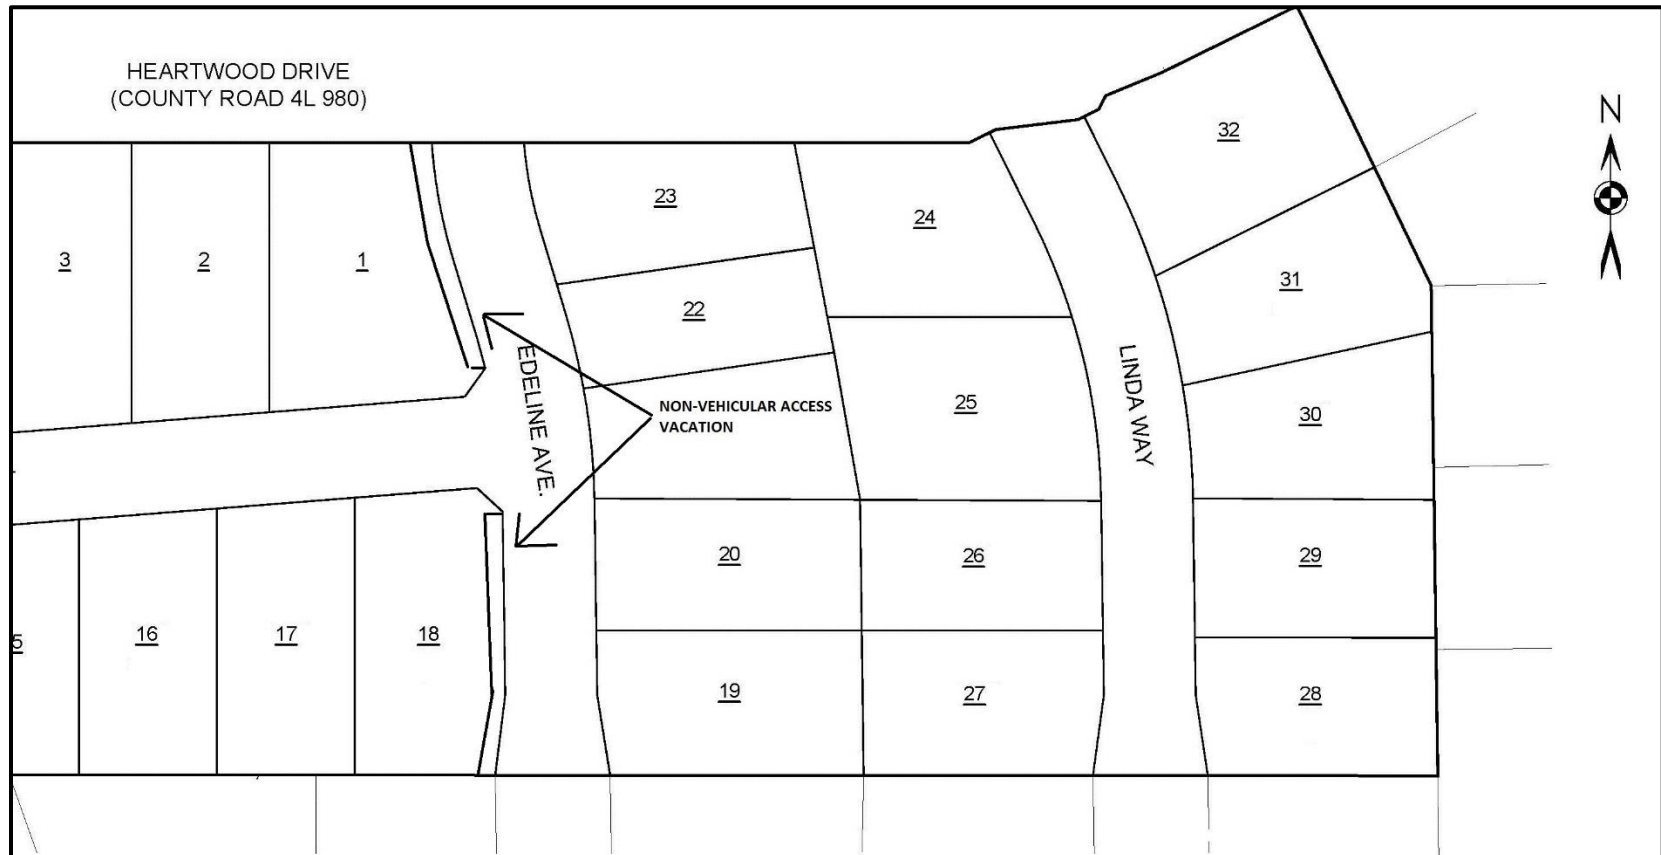 HEARTWOOD DRIVE
(COUNTY ROAD 4L 980)
N
32
23
24
3
2
1
31
22
EDELINE AVE.
LINDA WAY
NON-VEHICULAR ACCESS
VACATION
25
30
20
26
29
5
16
17
18
19
27
28